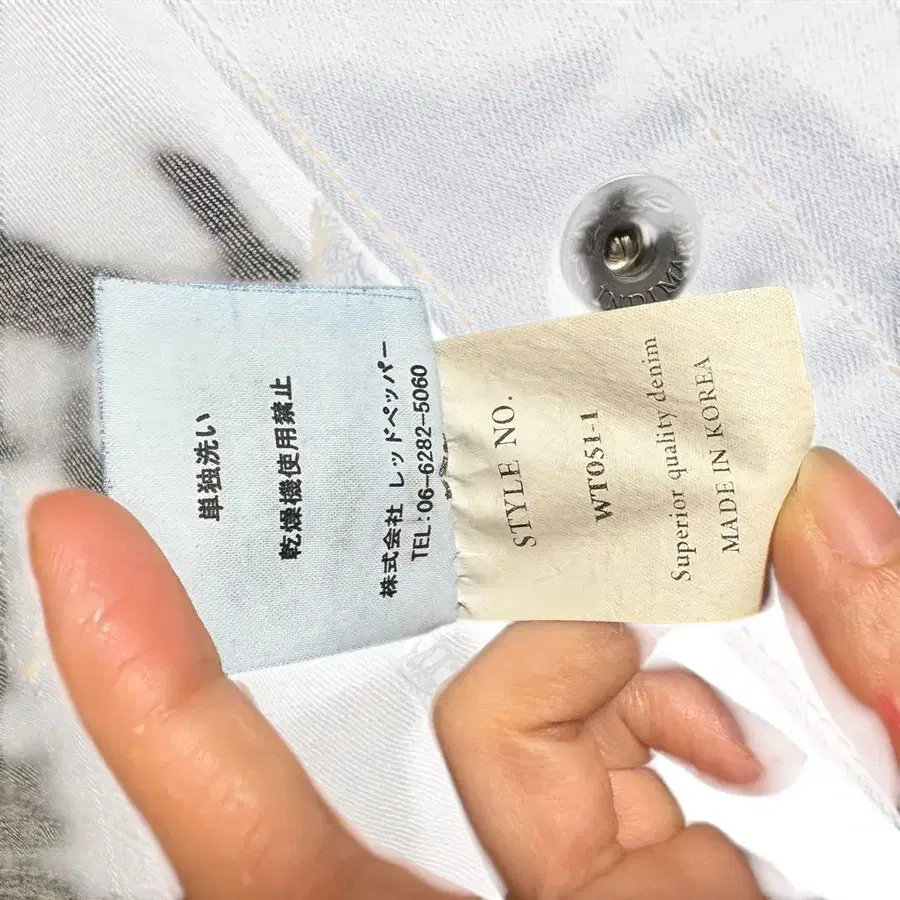 単独洗い
乾燥機使用禁止
株式会社 レッドペッパー
TEL:06-6282-5060
STYLE NO.
WT051-1
Superior quality denim
MADE IN KOREA